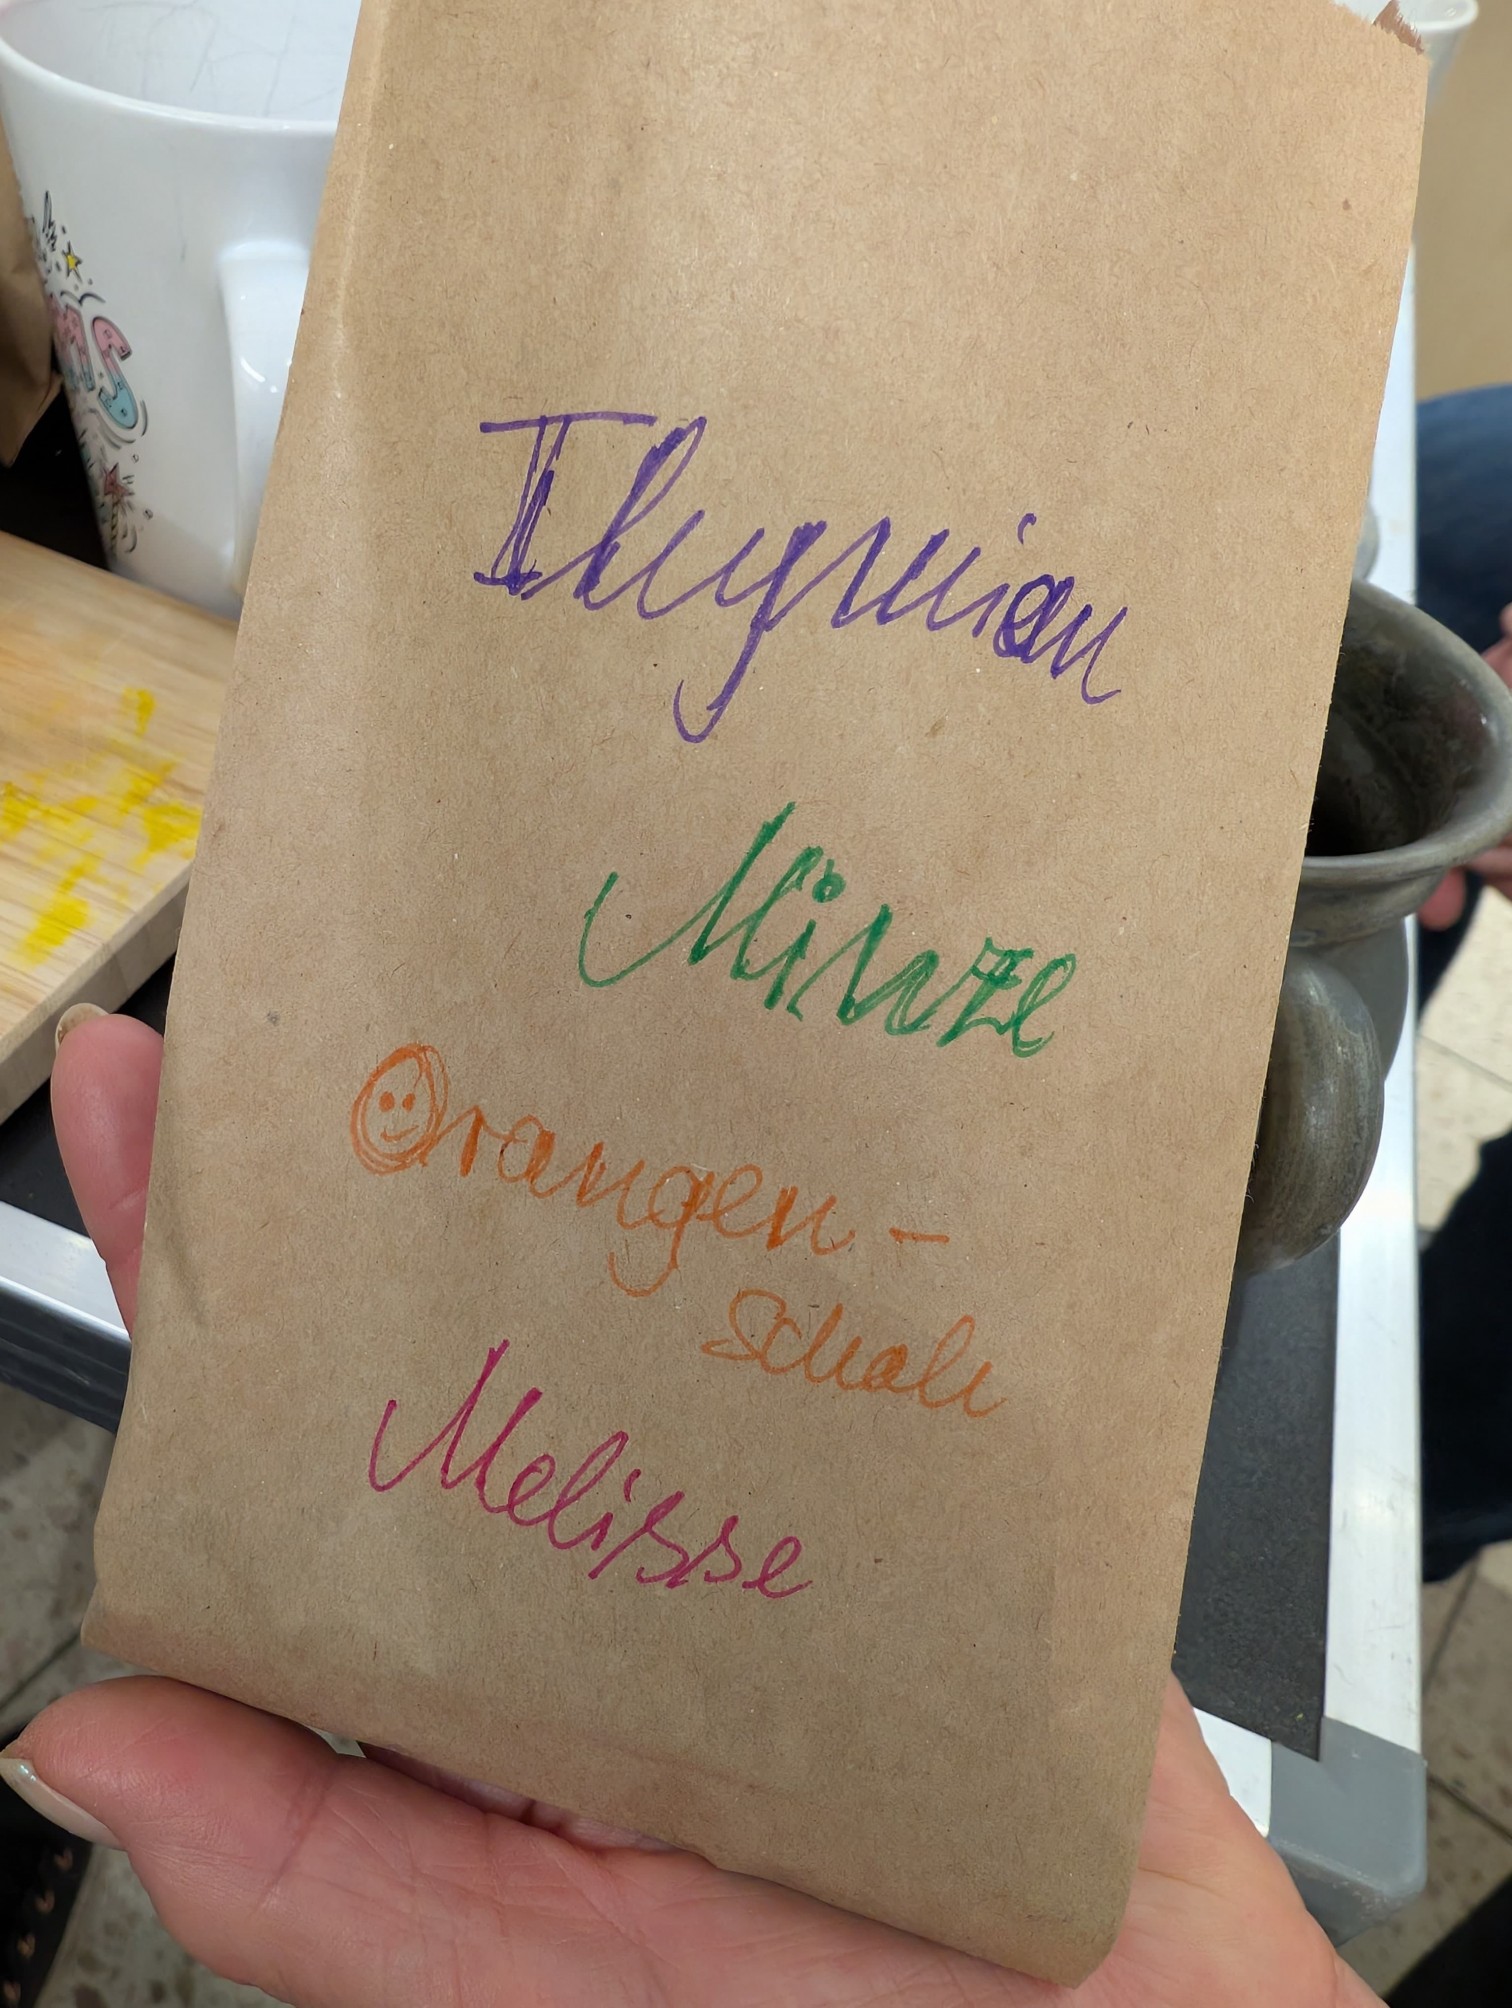 Thymian
Minze
Orangen-
schale
Melisse